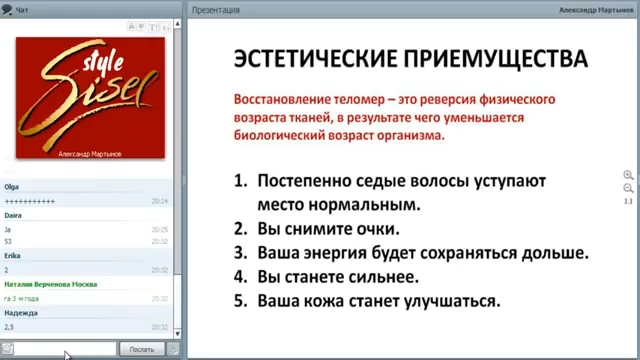 Чат
Презентация
Александр Мартынов
style
Sisel
Александр Мартынов
Olga
+++++++++++ 20:24
Daira
Ja 20:25
53 20:32
Erika
2 20:32
Наталия Верченова Москва
га 3-и года 20:32
Надежда
2,5 20:32
Послать
ЭСТЕТИЧЕСКИЕ ПРИЕМУЩЕСТВА
Восстановление теломер – это реверсия физического
возраста тканей, в результате чего уменьшается
биологический возраст организма.
1. Постепенно седые волосы уступают
место нормальным.
2. Вы снимите очки.
3. Ваша энергия будет сохраняться дольше.
4. Вы станете сильнее.
5. Ваша кожа станет улучшаться.
1:1